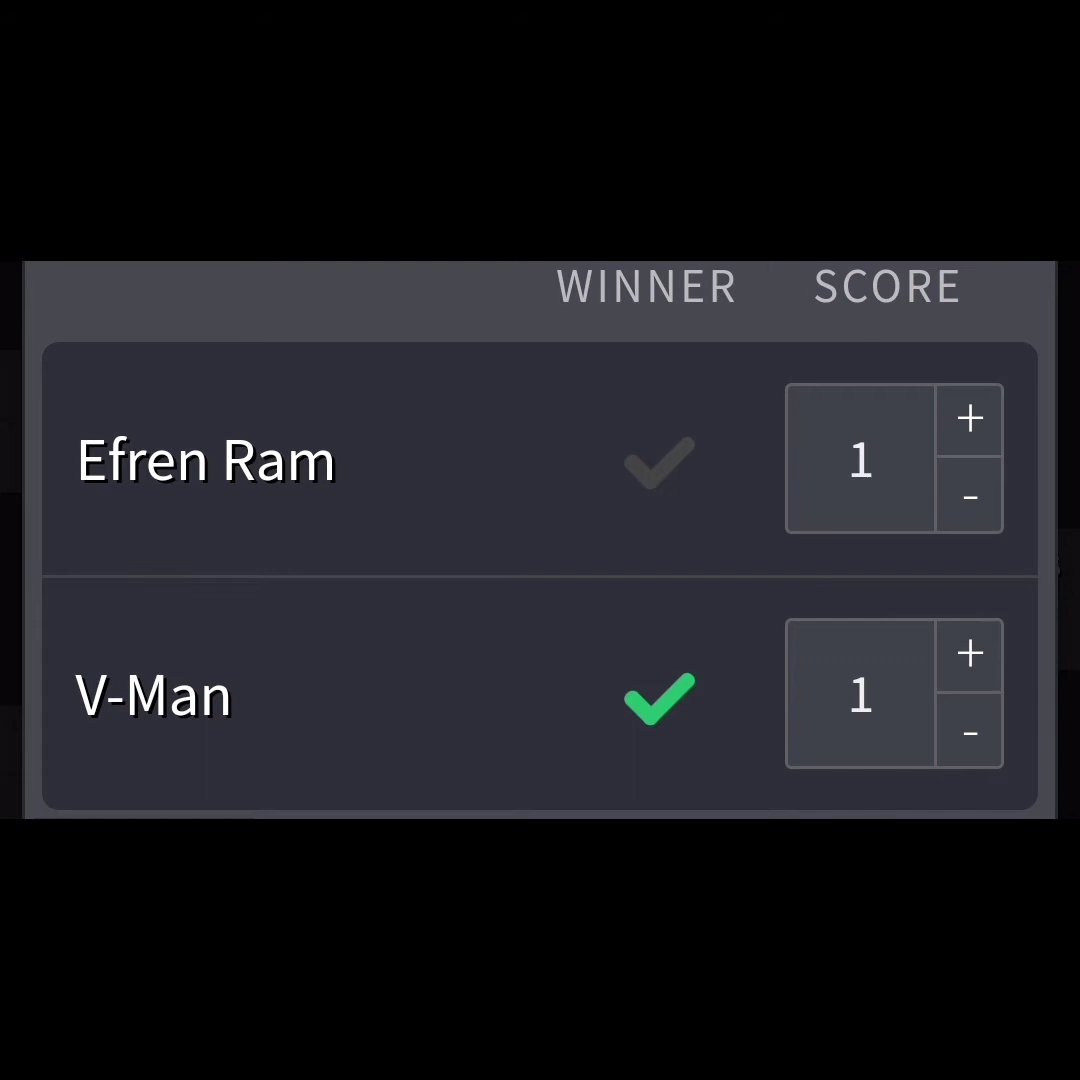 WINNER SCORE
Efren Ram 1 + -
V-Man 1 + -